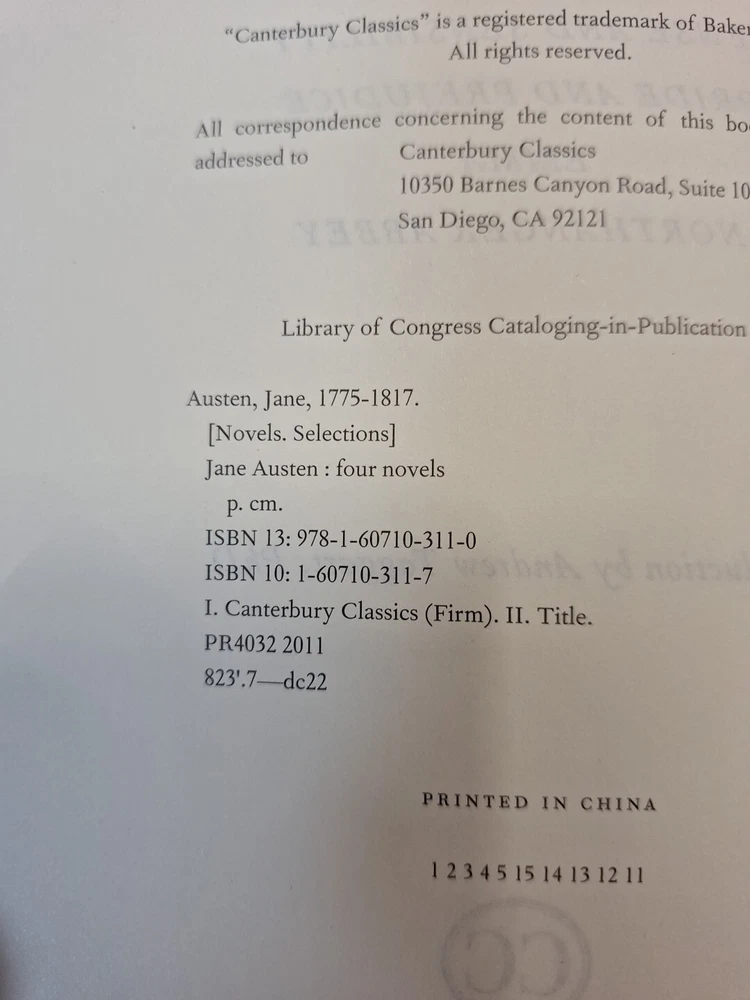 “Canterbury Classics” is a registered trademark of Baker
All rights reserved.
All correspondence concerning the content of this bo
addressed to Canterbury Classics
10350 Barnes Canyon Road, Suite 10
San Diego, CA 92121
Library of Congress Cataloging-in-Publication
Austen, Jane, 1775-1817.
[Novels. Selections]
Jane Austen : four novels
p. cm.
ISBN 13: 978-1-60710-311-0
ISBN 10: 1-60710-311-7
I. Canterbury Classics (Firm). II. Title.
PR4032 2011
823'.7—dc22
PRINTED IN CHINA
1 2 3 4 5 15 14 13 12 11